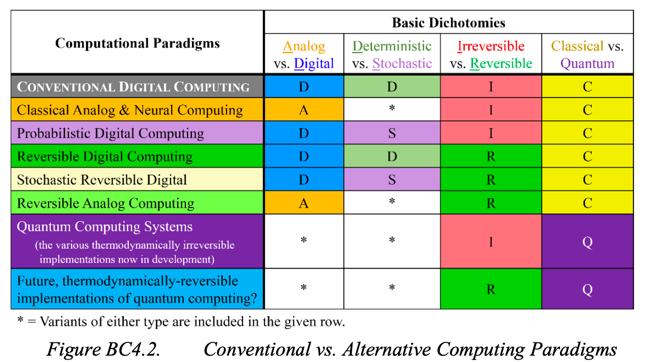 Basic Dichotomies
Computational Paradigms
Analog
vs. Digital
Deterministic
vs. Stochastic
Irreversible
vs. Reversible
Classical vs.
Quantum
CONVENTIONAL DIGITAL COMPUTING D D I C
Classical Analog & Neural Computing A * I C
Probabilistic Digital Computing D S I C
Reversible Digital Computing D D R C
Stochastic Reversible Digital D S R C
Reversible Analog Computing A * R C
Quantum Computing Systems
(the various thermodynamically irreversible
implementations now in development) * * I Q
Future, thermodynamically-reversible
implementations of quantum computing? * * R Q
* = Variants of either type are included in the given row.
Figure BC4.2. Conventional vs. Alternative Computing Paradigms